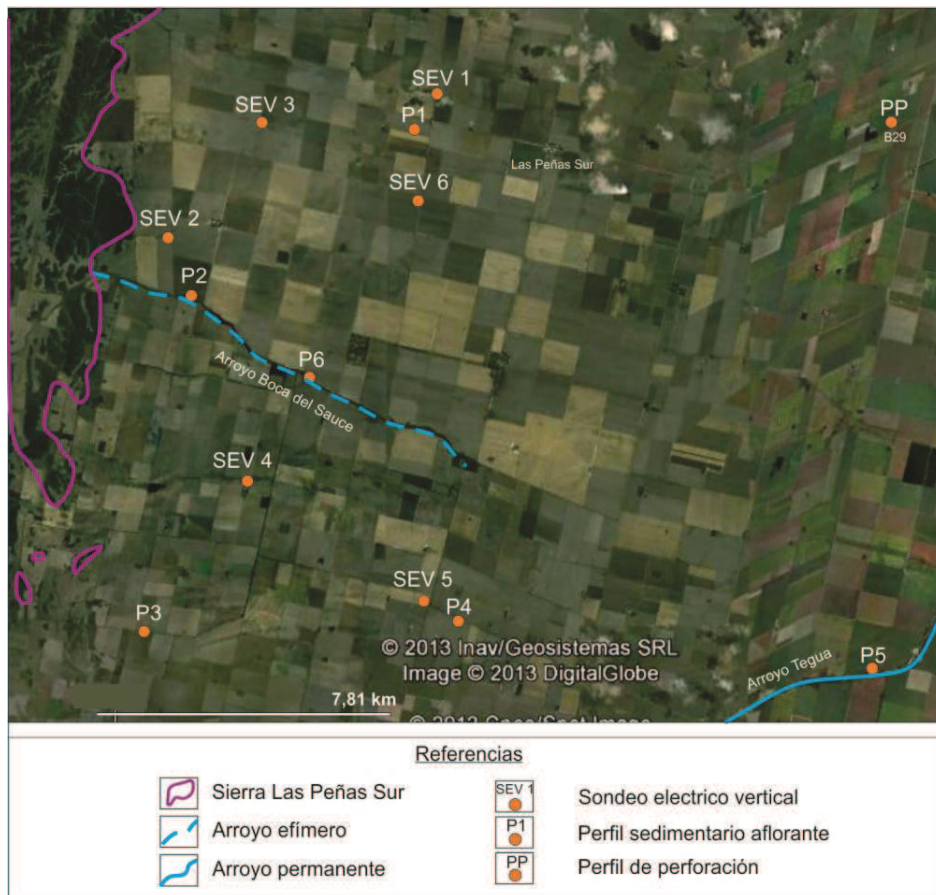 SEV 1
SEV 3
P1
PP
B29
Las Peñas Sur
SEV 6
SEV 2
P2
P6
Arroyo Boca del Sauce
SEV 4
SEV 5
P4
P3
© 2013 Inav/Geosistemas SRL
Image © 2013 DigitalGlobe
P5
Arroyo Tegua
7,81 km
Referencias
Sierra Las Peñas Sur
SEV 1
Sondeo electrico vertical
Arroyo efímero
P1
Perfil sedimentario aflorante
Arroyo permanente
PP
Perfil de perforación